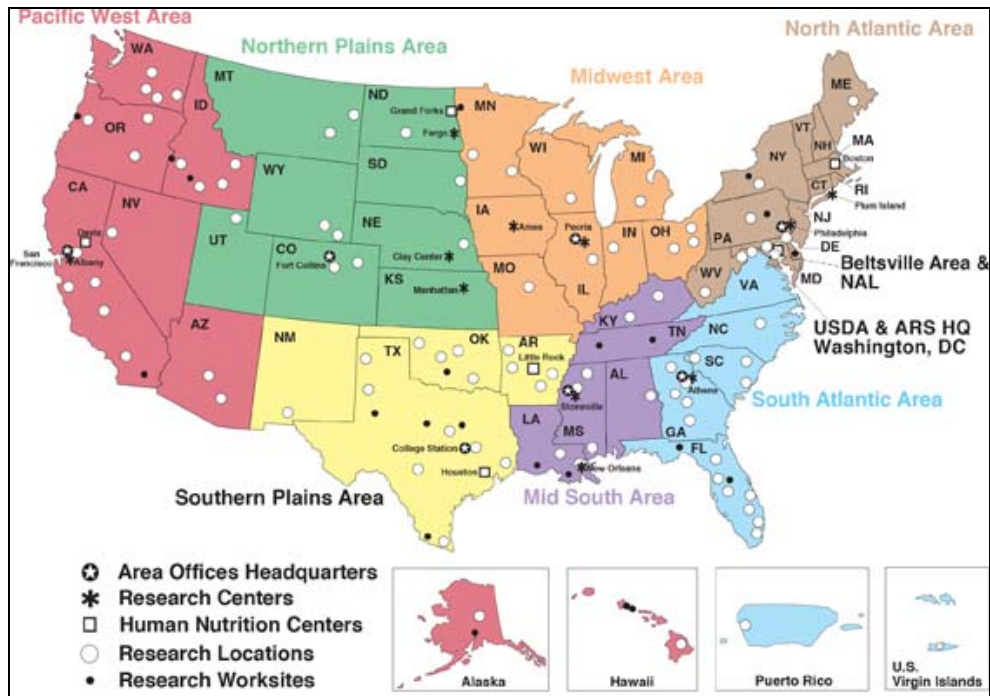 Pacific West Area
North Atlantic Area
Northern Plains Area
Midwest Area
WA
MT
ND
MN
ME
Grand Forks
ID
OR
Fargo
WI
MI
VT
NH
MA
Boston
NY
WY
SD
CT
RI
Plum Island
CA
NV
NE
IA
Ames
Peoria
IN
OH
PA
NJ
Philadelphia
Davis
UT
CO
Fort Collins
Clay Center
DE
San
Francisco
Albany
KS
Manhattan
MO
IL
WV
MD
Beltsville Area &
NAL
VA
AZ
NM
OK
TX
AR
Little Rock
KY
TN
NC
USDA & ARS HQ
Washington, DC
SC
AL
Athens
Stoneville
LA
MS
GA
South Atlantic Area
College Station
FL
Houston
New Orleans
Southern Plains Area
Mid South Area
Area Offices Headquarters
Research Centers
Human Nutrition Centers
Research Locations
Research Worksites
Alaska
Hawaii
Puerto Rico
U.S.
Virgin Islands